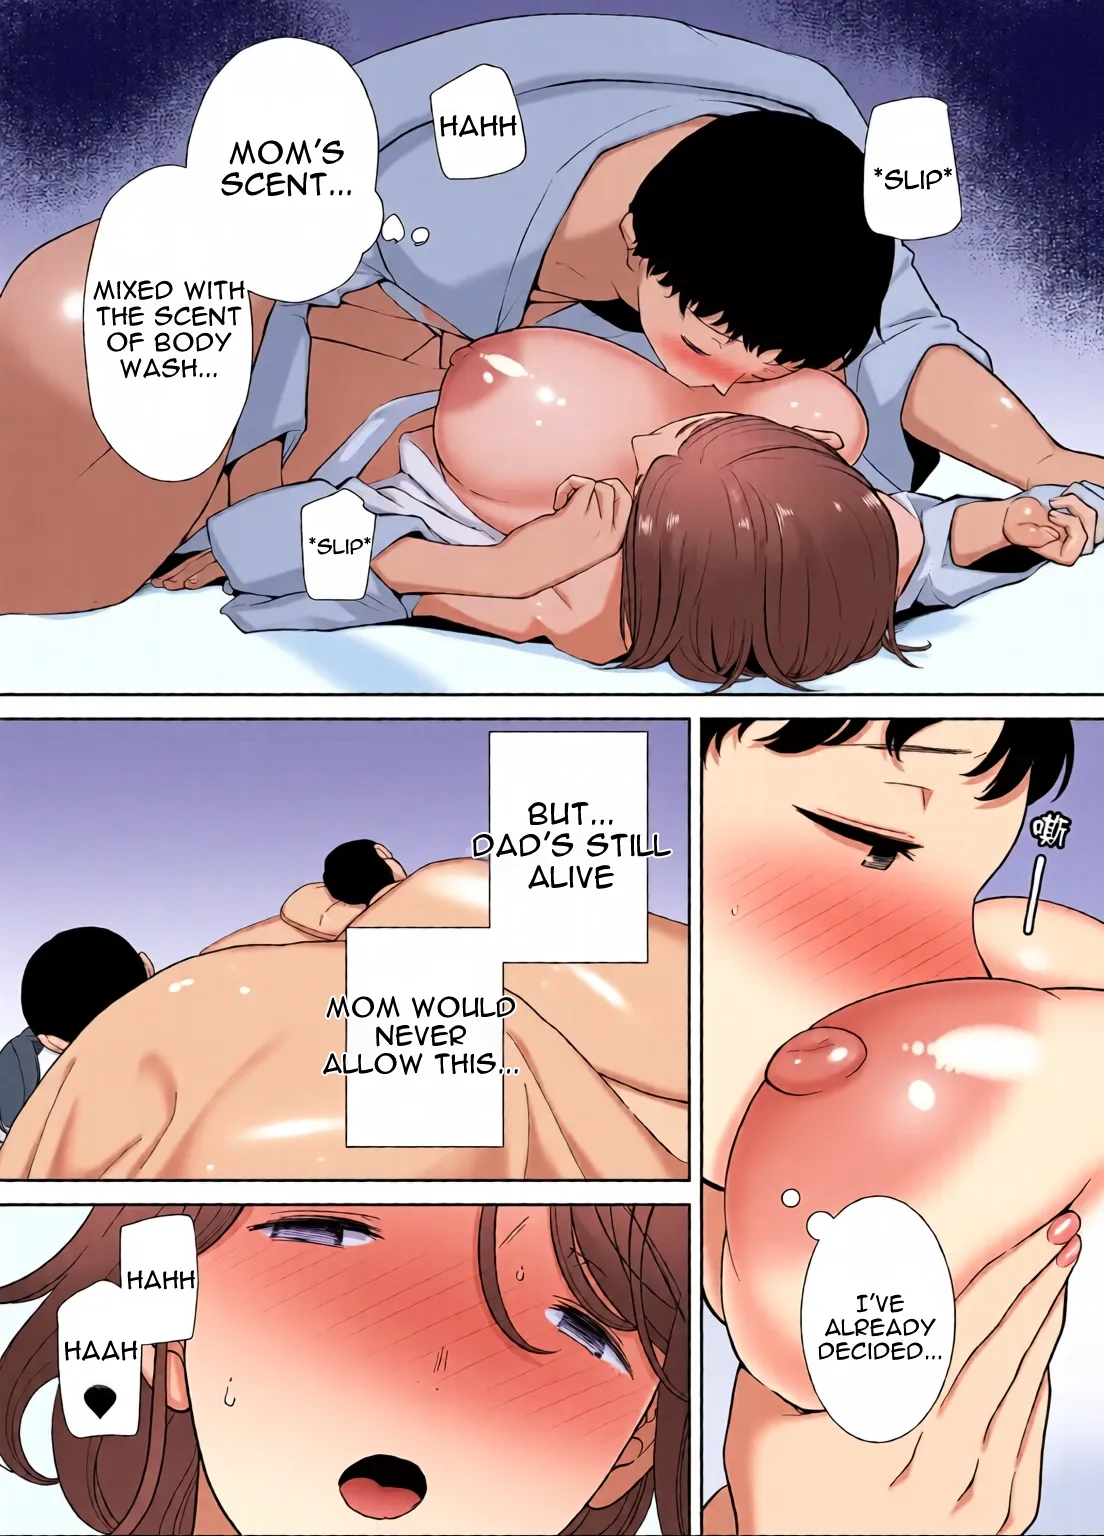 HAHH
*SLIP*
MOM'S
SCENT...
MIXED WITH
THE SCENT
OF BODY
WASH...
*SLIP*
BUT...
DAD'S STILL
ALIVE
MOM WOULD
NEVER
ALLOW THIS...
嘶
I'VE
ALREADY
DECIDED...
HAHH
HAAH
♥